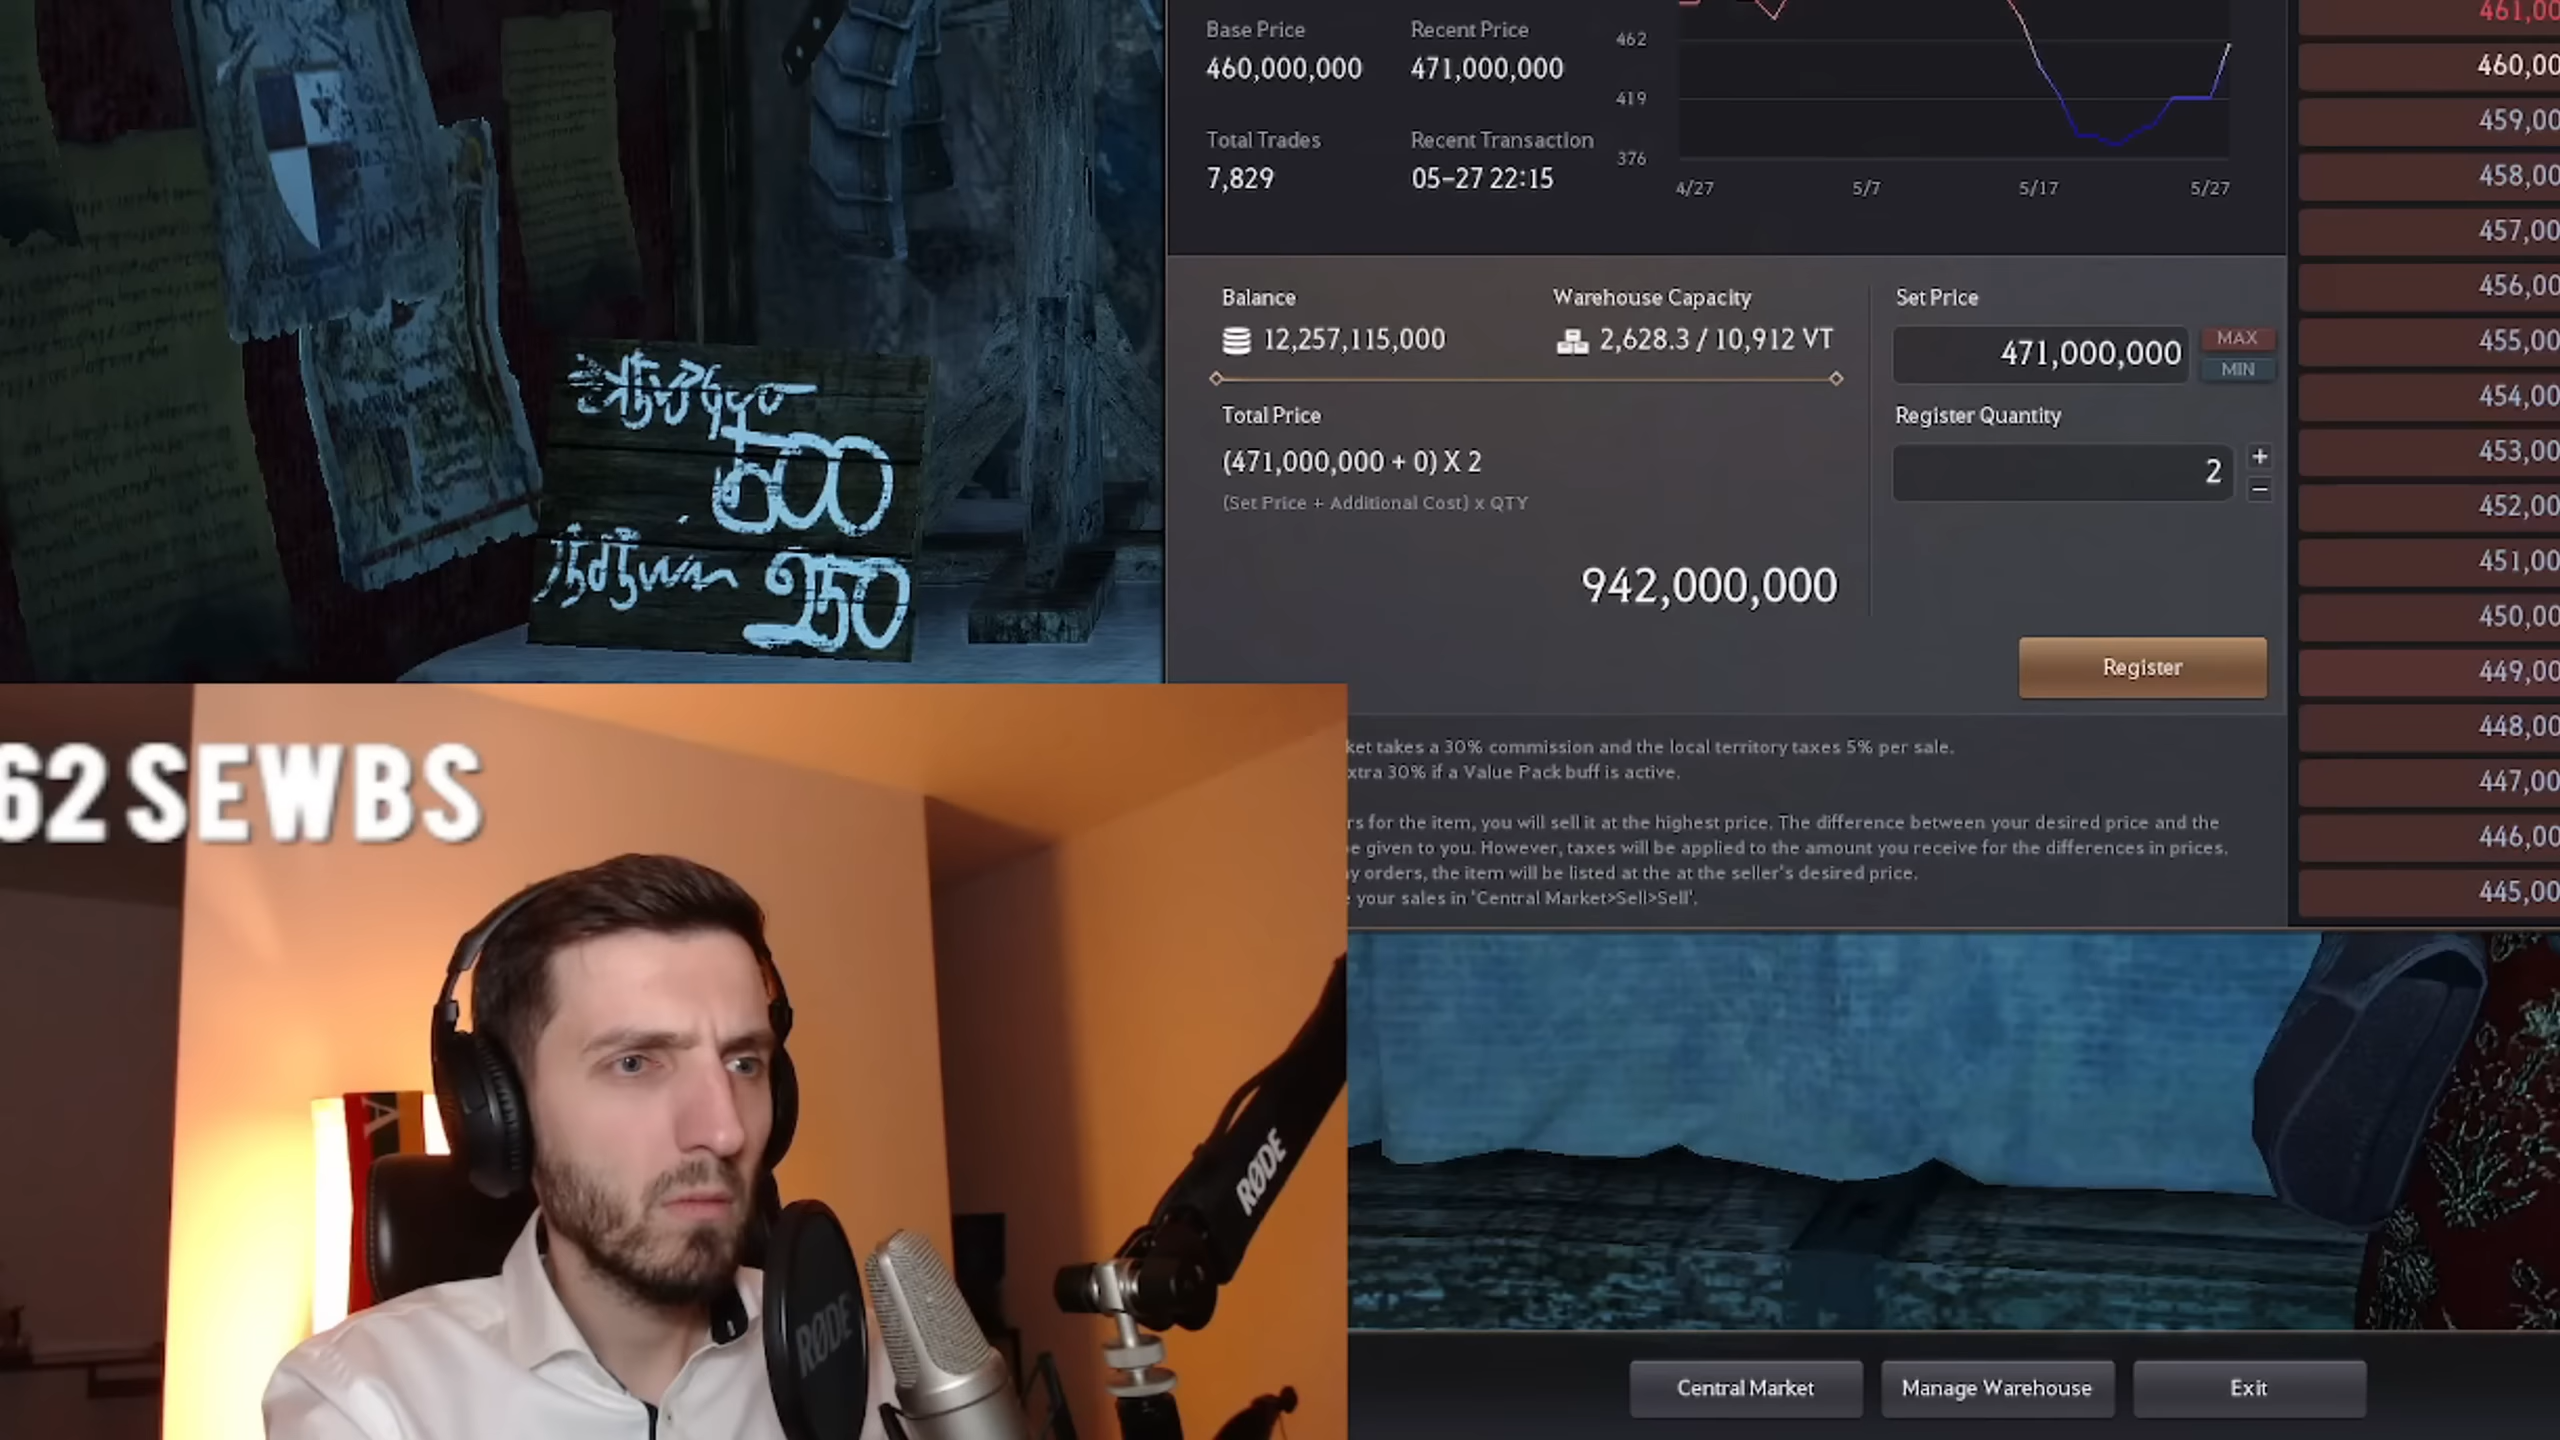 Base Price
460,000,000
Recent Price
471,000,000
Total Trades
7,829
Recent Transaction
05-27 22:15
462
419
376
4/27
5/7
5/17
5/27
Balance
12,257,115,000
Warehouse Capacity
2,628.3 / 10,912 VT
Total Price
(471,000,000 + 0) X 2
(Set Price + Additional Cost) x QTY
942,000,000
Set Price
471,000,000
MAX
MIN
Register Quantity
2
+
−
Register
ket takes a 30% commission and the local territory taxes 5% per sale.
xtra 30% if a Value Pack buff is active.
rs for the item, you will sell it at the highest price. The difference between your desired price and the
e given to you. However, taxes will be applied to the amount you receive for the differences in prices.
y orders, the item will be listed at the at the seller's desired price.
your sales in 'Central Market>Sell>Sell'.
461,00
460,00
459,00
458,00
457,00
456,00
455,00
454,00
453,00
452,00
451,00
450,00
449,00
448,00
447,00
446,00
445,00
500
250
62 SEWBS
A
RØDE
RØDE
Central Market
Manage Warehouse
Exit